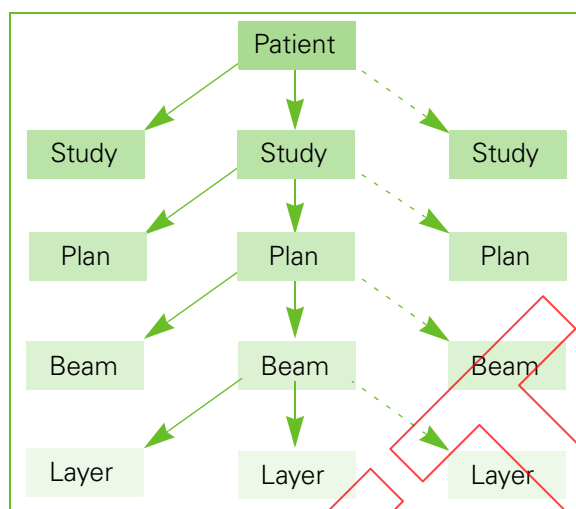 Patient
Study Study Study
Plan Plan Plan
Beam Beam Beam
Layer Layer Layer